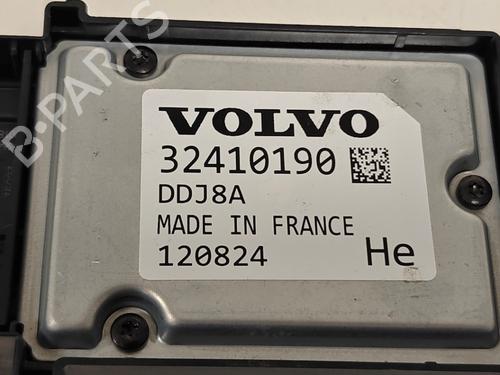 VOLVO
32410190
DDJ8A
MADE IN FRANCE
120824 He
B-PARTS